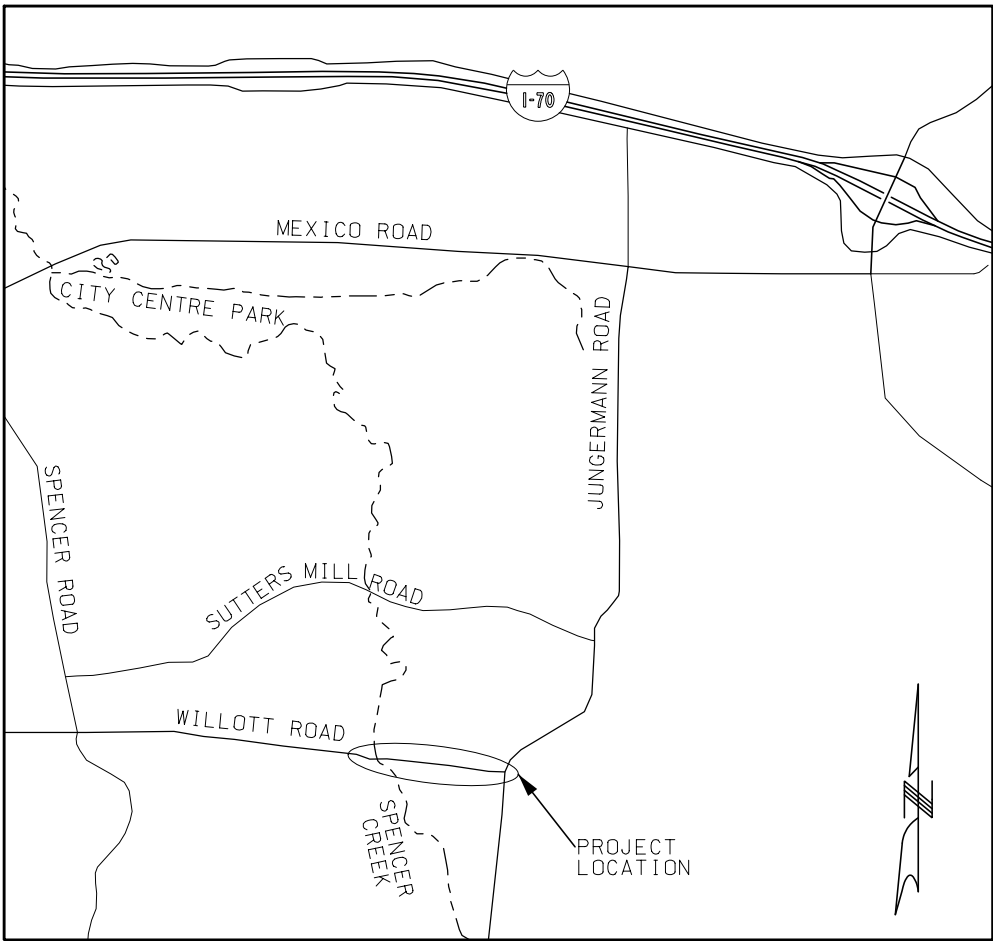 I-70
MEXICO ROAD
CITY CENTRE PARK
JUNGERMANN ROAD
SPENCER ROAD
SUTTERS MILL ROAD
WILLOTT ROAD
SPENCER
CREEK
PROJECT
LOCATION
N